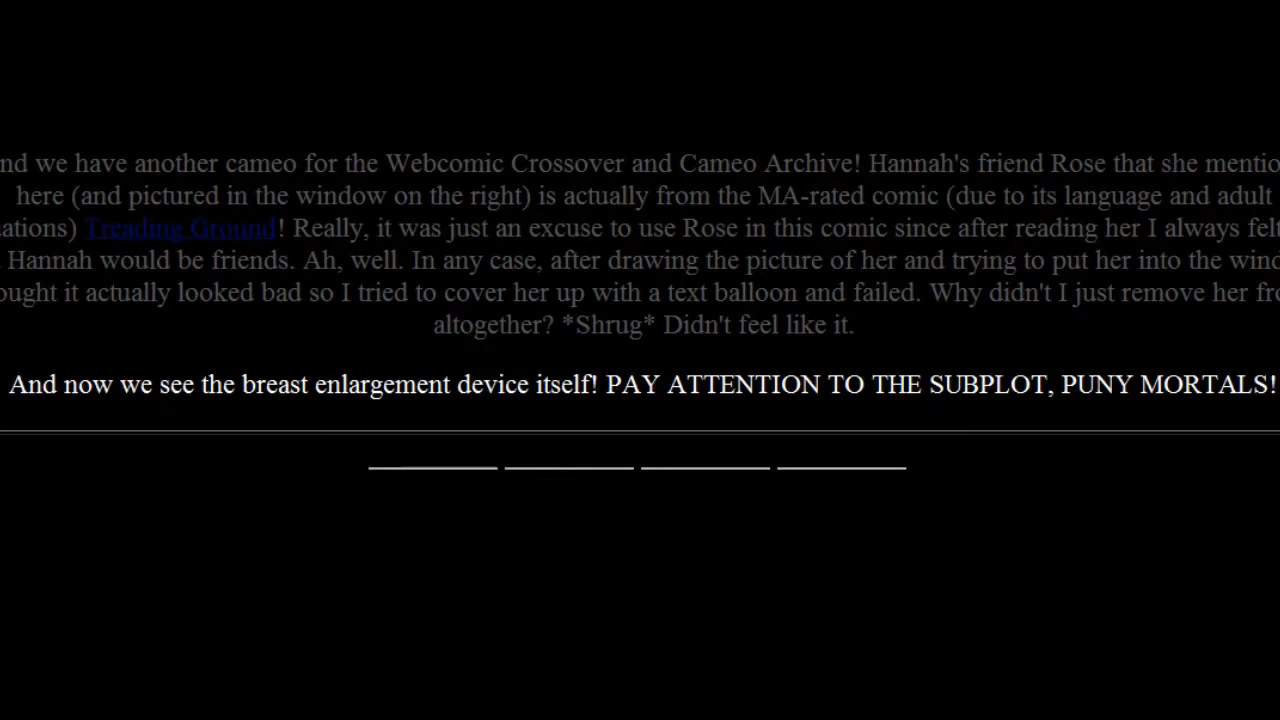 nd we have another cameo for the Webcomic Crossover and Cameo Archive! Hannah's friend Rose that she mentio
here (and pictured in the window on the right) is actually from the MA-rated comic (due to its language and adult
ations) Treading Ground! Really, it was just an excuse to use Rose in this comic since after reading her I always felt
Hannah would be friends. Ah, well. In any case, after drawing the picture of her and trying to put her into the wind
ought it actually looked bad so I tried to cover her up with a text balloon and failed. Why didn't I just remove her fro
altogether? *Shrug* Didn't feel like it.
And now we see the breast enlargement device itself! PAY ATTENTION TO THE SUBPLOT, PUNY MORTALS!